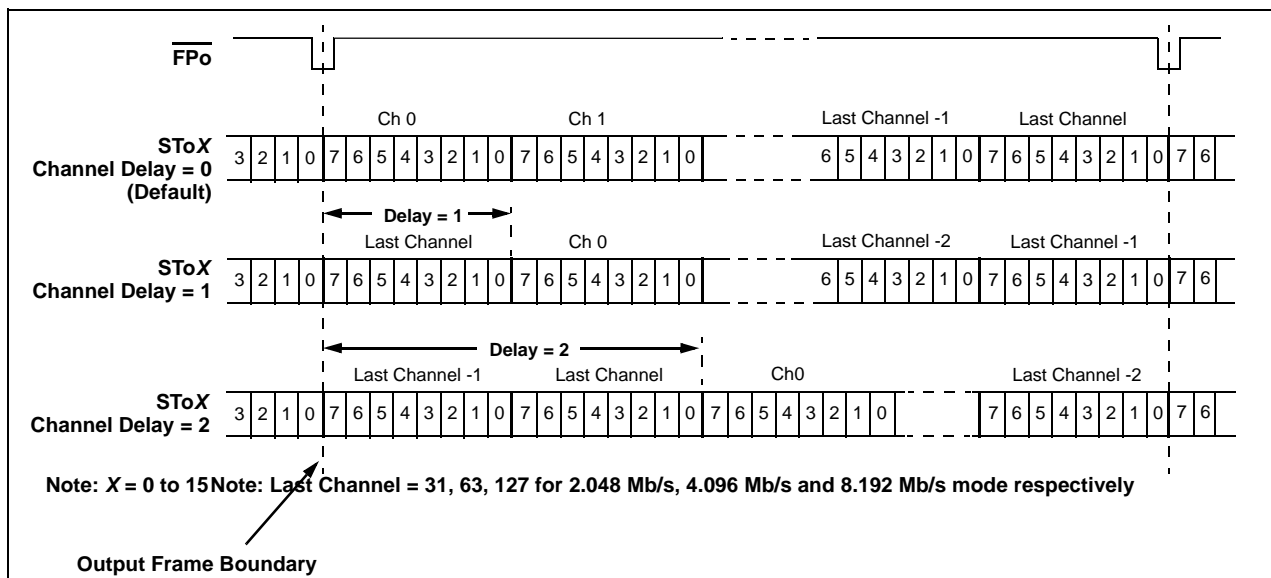 FPo
Ch 0 Ch 1 Last Channel -1 Last Channel
SToX
Channel Delay = 0
(Default)
3 2 1 0 7 6 5 4 3 2 1 0 7 6 5 4 3 2 1 0 6 5 4 3 2 1 0 7 6 5 4 3 2 1 0 7 6
Delay = 1
Last Channel Ch 0 Last Channel -2 Last Channel -1
SToX
Channel Delay = 1
3 2 1 0 7 6 5 4 3 2 1 0 7 6 5 4 3 2 1 0 6 5 4 3 2 1 0 7 6 5 4 3 2 1 0 7 6
Delay = 2
Last Channel -1 Last Channel Ch0 Last Channel -2
SToX
Channel Delay = 2
3 2 1 0 7 6 5 4 3 2 1 0 7 6 5 4 3 2 1 0 7 6 5 4 3 2 1 0 7 6 5 4 3 2 1 0 7 6
Note: X = 0 to 15Note: Last Channel = 31, 63, 127 for 2.048 Mb/s, 4.096 Mb/s and 8.192 Mb/s mode respectively
Output Frame Boundary